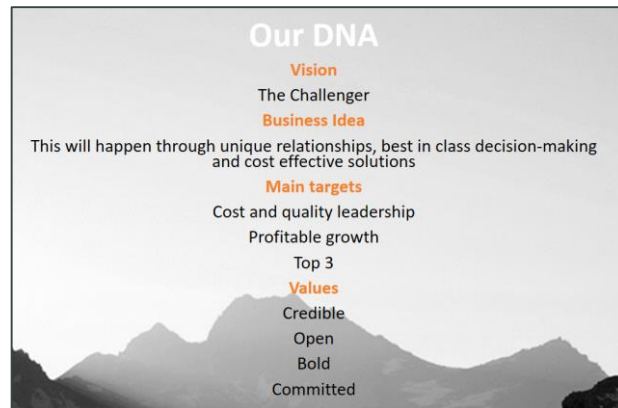 Our DNA
Vision
The Challenger
Business Idea
This will happen through unique relationships, best in class decision-making
and cost effective solutions
Main targets
Cost and quality leadership
Profitable growth
Top 3
Values
Credible
Open
Bold
Committed